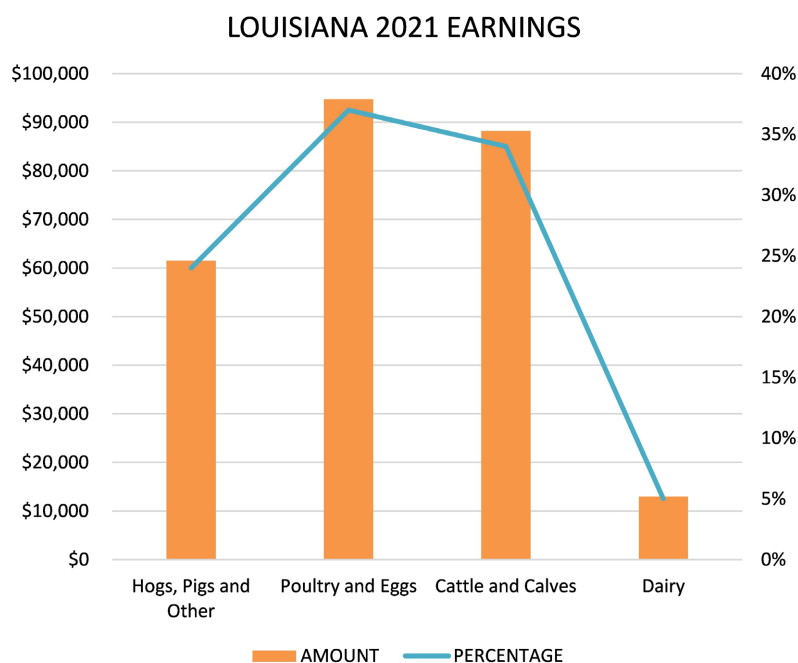 LOUISIANA 2021 EARNINGS
$100,000
$90,000
$80,000
$70,000
$60,000
$50,000
$40,000
$30,000
$20,000
$10,000
$0
40%
35%
30%
25%
20%
15%
10%
5%
0%
Hogs, Pigs and
Other
Poultry and Eggs
Cattle and Calves
Dairy
AMOUNT
PERCENTAGE